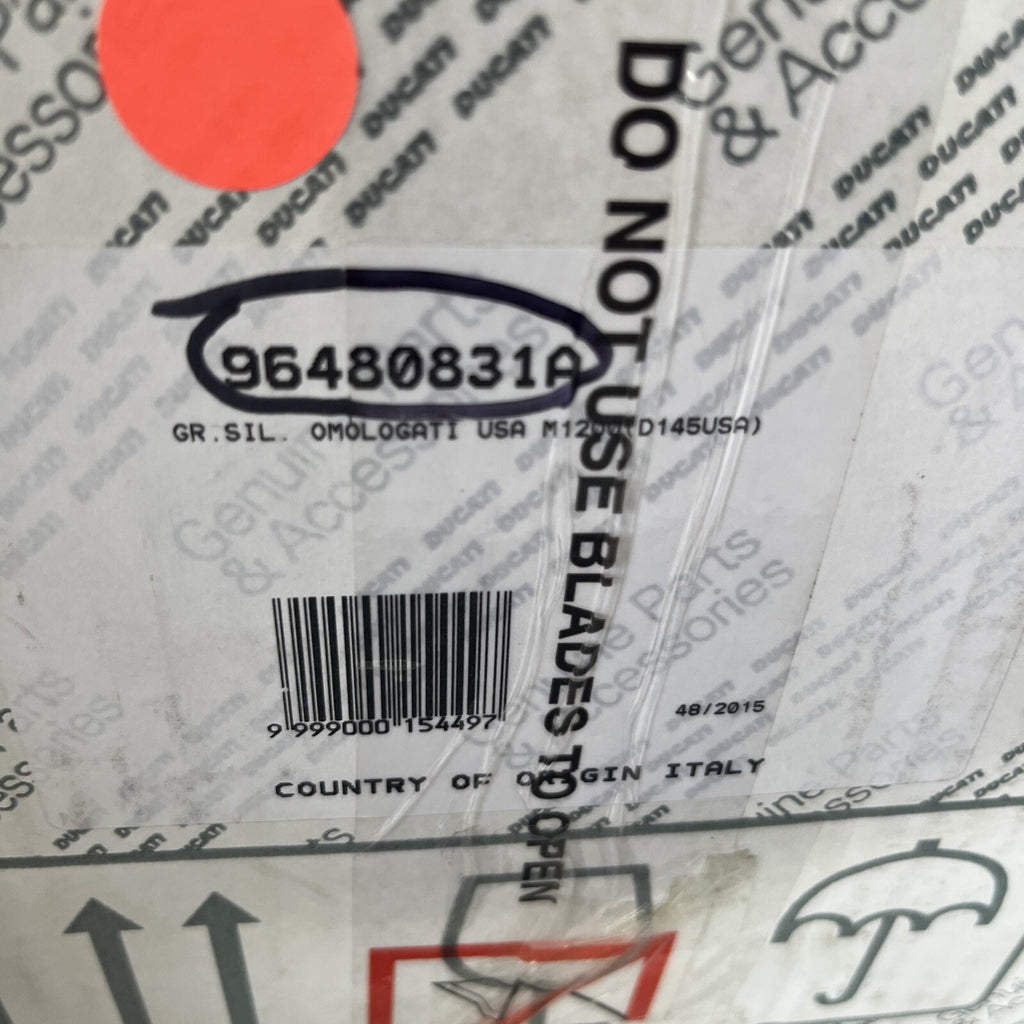 96480831A
GR.SIL. OMOLOGATI USA M1200(D145USA)
DO NOT USE BLADES TO OPEN
Genuine Parts
& Accessories
DUCATI
9 999000 154497
48/2015
COUNTRY OF ORIGIN ITALY